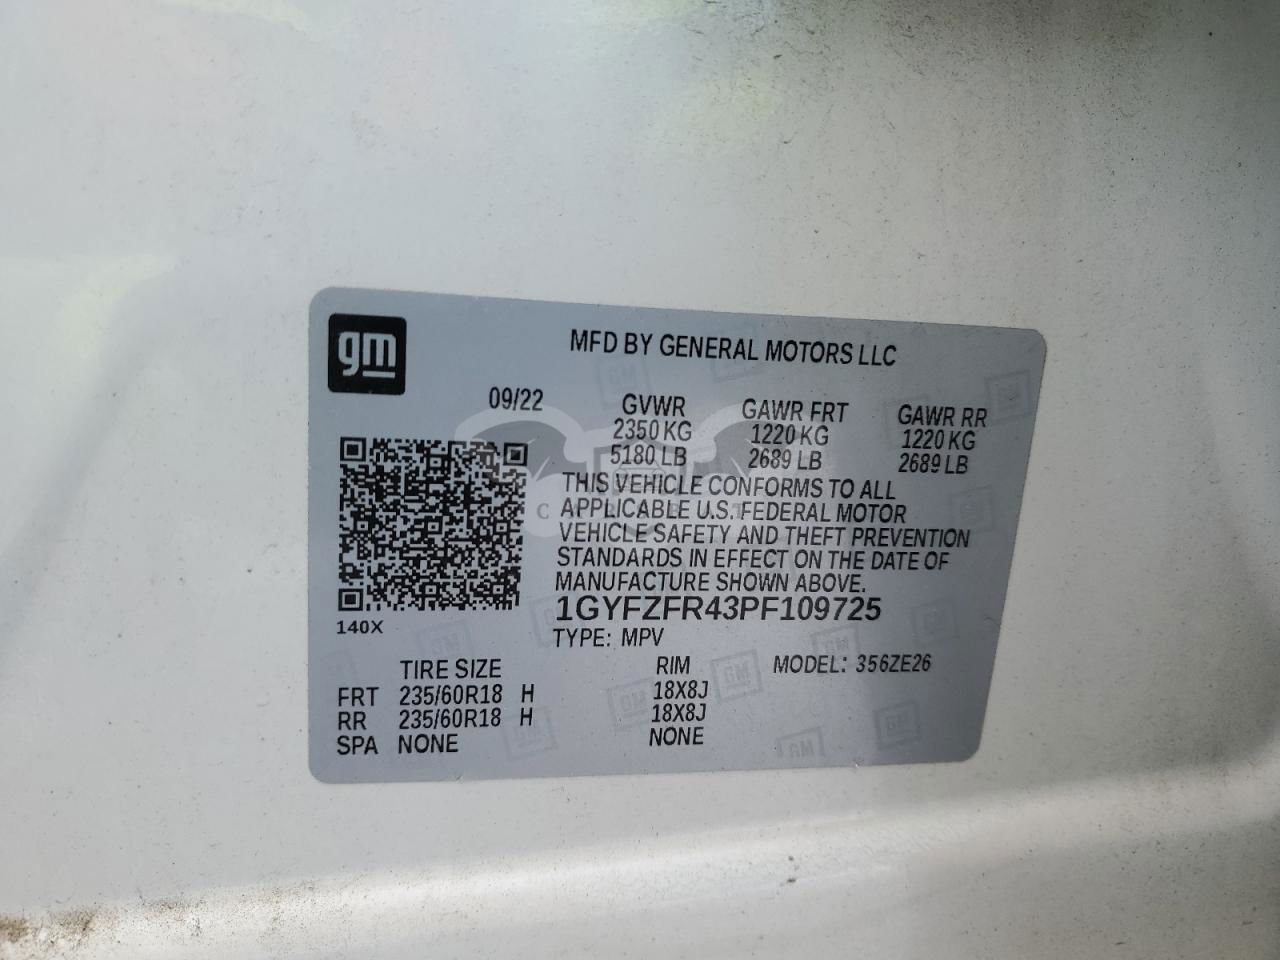 gm
MFD BY GENERAL MOTORS LLC
09/22
GVWR GAWR FRT GAWR RR
2350 KG 1220 KG 1220 KG
5180 LB 2689 LB 2689 LB
THIS VEHICLE CONFORMS TO ALL
APPLICABLE U.S. FEDERAL MOTOR
VEHICLE SAFETY AND THEFT PREVENTION
STANDARDS IN EFFECT ON THE DATE OF
MANUFACTURE SHOWN ABOVE.
1GYFZFR43PF109725
140X
TYPE: MPV
TIRE SIZE RIM MODEL: 356ZE26
FRT 235/60R18 H 18X8J
RR 235/60R18 H 18X8J
SPA NONE NONE